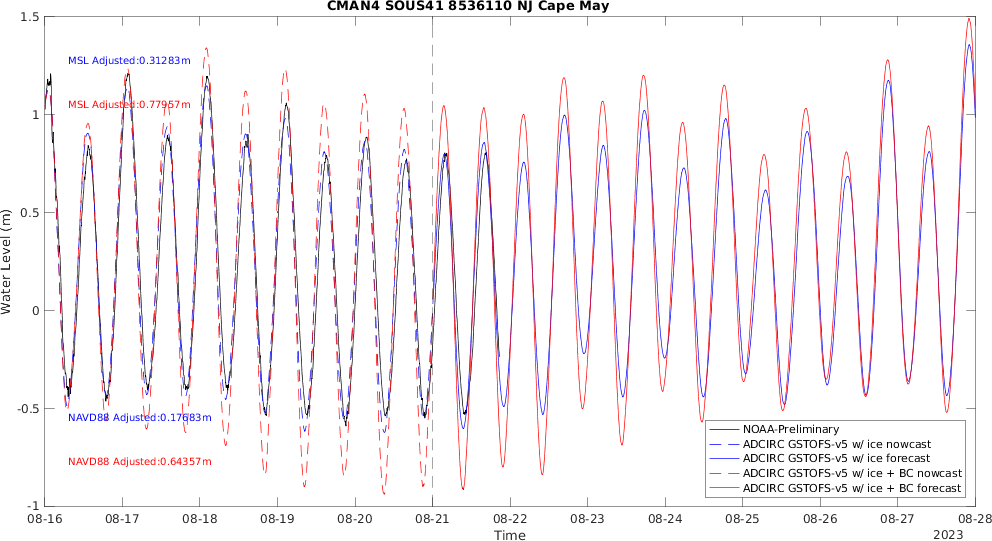 CMAN4 SOUS41 8536110 NJ Cape May
1.5
1
0.5
0
-0.5
-1
Water Level (m)
MSL Adjusted:0.31283m
MSL Adjusted:0.77957m
NAVD88 Adjusted:0.17683m
NAVD88 Adjusted:0.64357m
NOAA-Preliminary
ADCIRC GSTOFS-v5 w/ ice nowcast
ADCIRC GSTOFS-v5 w/ ice forecast
ADCIRC GSTOFS-v5 w/ ice + BC nowcast
ADCIRC GSTOFS-v5 w/ ice + BC forecast
08-16 08-17 08-18 08-19 08-20 08-21 08-22 08-23 08-24 08-25 08-26 08-27 08-28
Time
2023